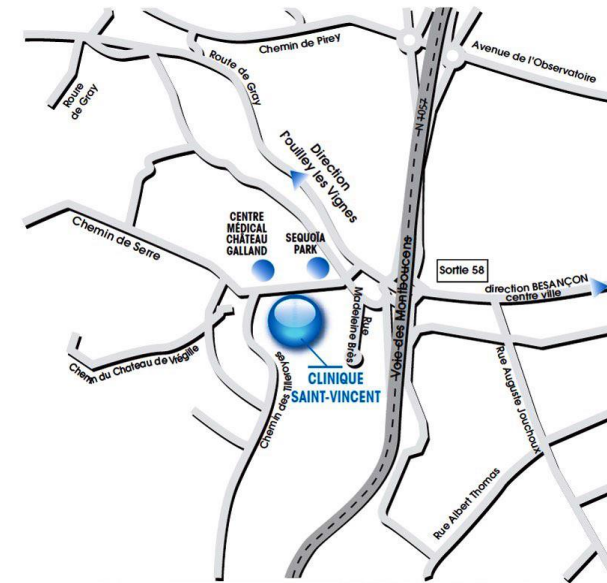 Chemin de Pirey
Avenue de l'Observatoire
Route
de Gray
Route de Gray
N 1057
Direction
Pouilley les Vignes
CENTRE
MÉDICAL
CHÂTEAU
GALLAND
SEQUOÏA
PARK
Chemin de Serre
Sortie 58
direction BESANÇON
centre ville
Rue
Madeleine Brès
Voie des Montboucons
Chemin du Chateau de Vrégille
Chemin des Tilleroyes
CLINIQUE
SAINT-VINCENT
Rue Auguste Jouchoux
Rue Albert Thomas